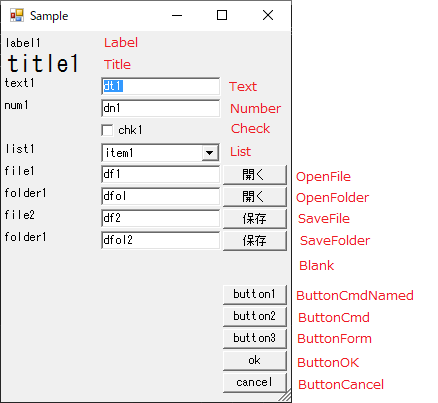 Sample
label1 Label
title1 Title
text1 dt1 Text
num1 dn1 Number
chk1 Check
list1 item1 List
file1 df1 開く OpenFile
folder1 dfol 開く OpenFolder
file2 df2 保存 SaveFile
folder1 dfol2 保存 SaveFolder
Blank
button1 ButtonCmdNamed
button2 ButtonCmd
button3 ButtonForm
ok ButtonOK
cancel ButtonCancel